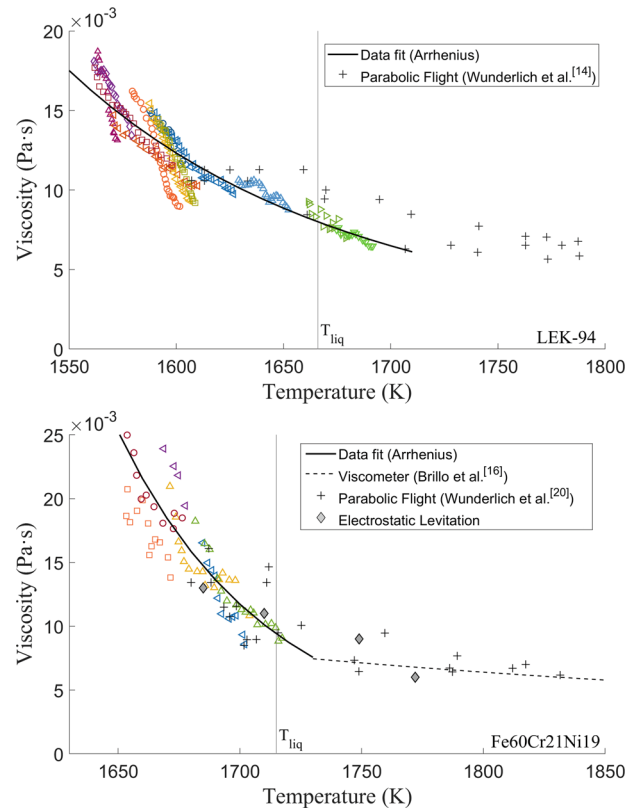 ×10⁻³
20
Data fit (Arrhenius)
Parabolic Flight (Wunderlich et al.[14])
15
Viscosity (Pa·s)
10
5
Tliq
LEK-94
0
1550 1600 1650 1700 1750 1800
Temperature (K)
×10⁻³
25
Data fit (Arrhenius)
Viscometer (Brillo et al.[16])
Parabolic Flight (Wunderlich et al.[20])
Electrostatic Levitation
20
15
Viscosity (Pa·s)
10
5
Tliq
Fe60Cr21Ni19
0
1650 1700 1750 1800 1850
Temperature (K)